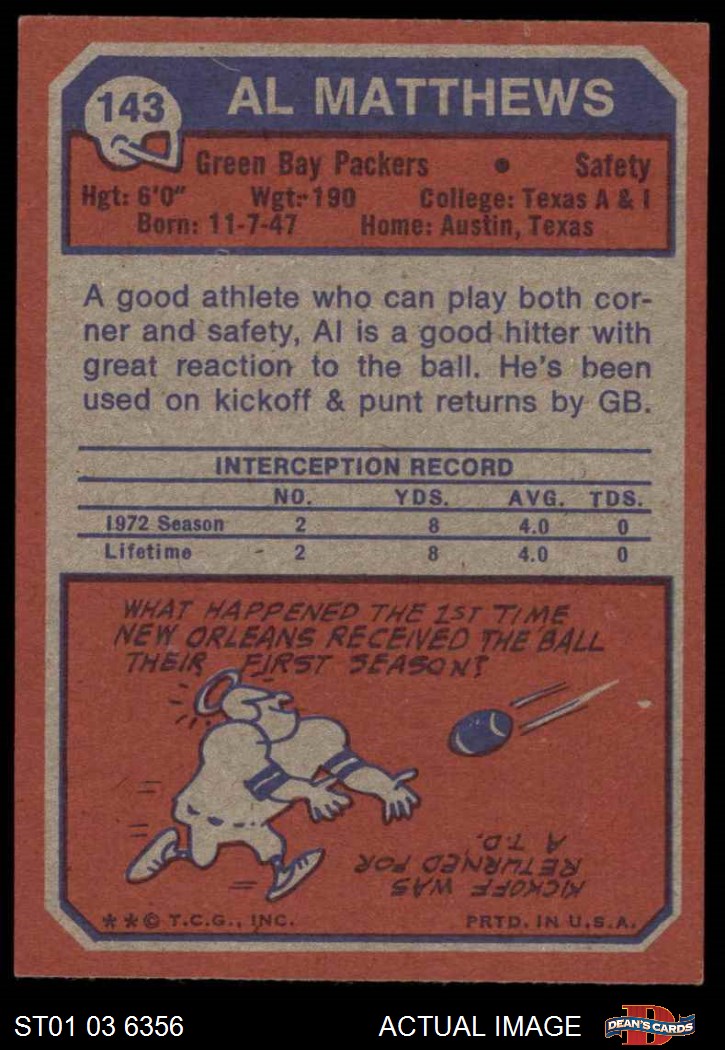 143
AL MATTHEWS
Green Bay Packers • Safety
Hgt: 6'0" Wgt: 190 College: Texas A & I
Born: 11-7-47 Home: Austin, Texas
A good athlete who can play both cor-
ner and safety, Al is a good hitter with
great reaction to the ball. He's been
used on kickoff & punt returns by GB.
INTERCEPTION RECORD
NO. YDS. AVG. TDS.
1972 Season 2 8 4.0 0
Lifetime 2 8 4.0 0
WHAT HAPPENED THE 1ST TIME
NEW ORLEANS RECEIVED THE BALL
THEIR FIRST SEASON?
KICKOFF WAS
RETURNED FOR
A T.D.
**© T.C.G., INC. PRTD. IN U.S.A.
ST01 03 6356 ACTUAL IMAGE
D
DEAN'S CARDS